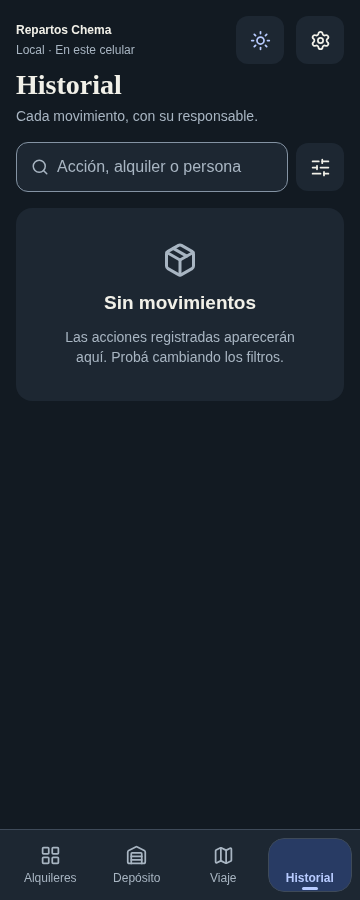 Repartos Chema
Local · En este celular
Historial
Cada movimiento, con su responsable.
Acción, alquiler o persona
Sin movimientos
Las acciones registradas aparecerán
aquí. Probá cambiando los filtros.
Alquileres
Depósito
Viaje
Historial